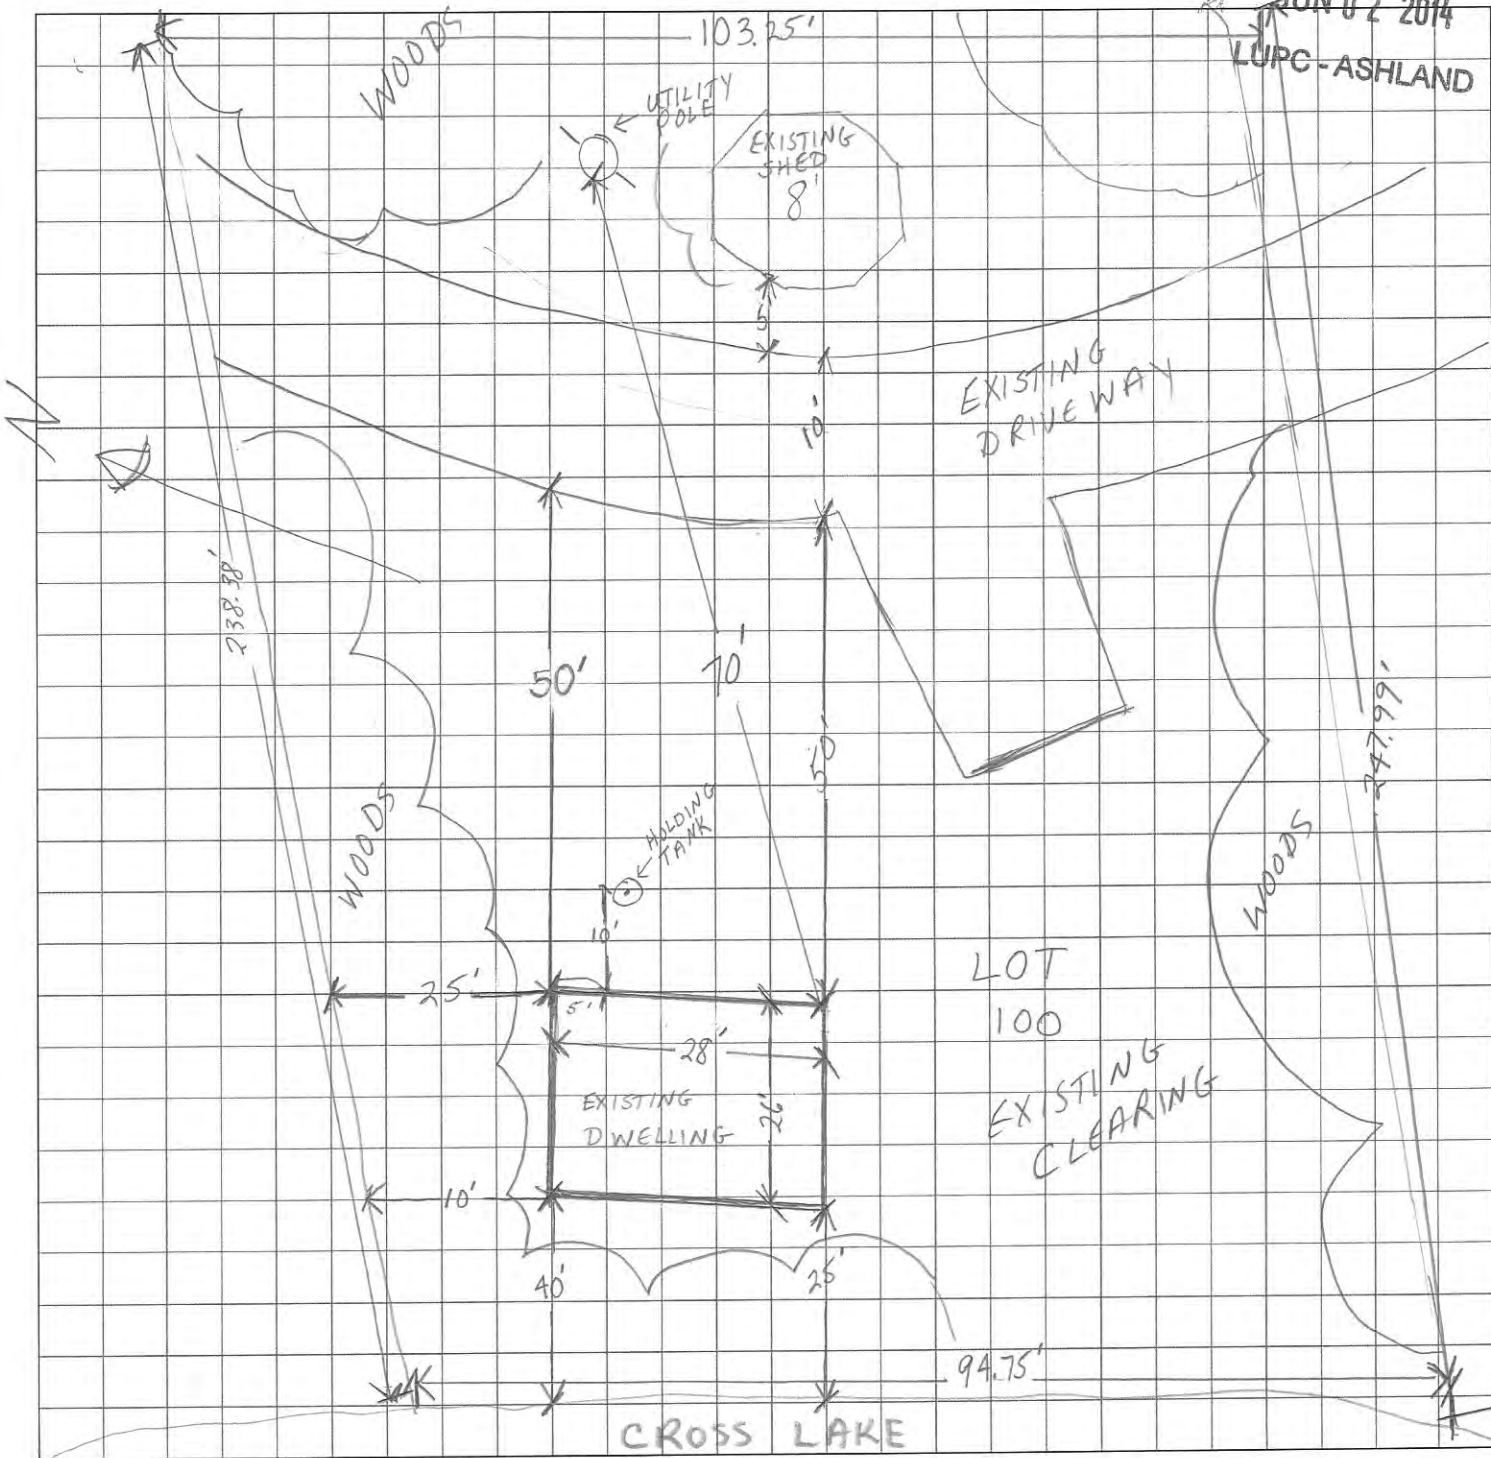 JUN 02 2014
LUPC-ASHLAND
103.25'
WOODS
UTILITY
POLE
EXISTING
SHED
8'
5'
10'
EXISTING
DRIVEWAY
N
238.38'
50'
70'
50'
247.99'
HOLDING
TANK
WOODS
WOODS
10'
25'
5'
28'
26'
EXISTING
DWELLING
LOT
100
EXISTING
CLEARING
10'
40'
25'
94.75'
CROSS LAKE